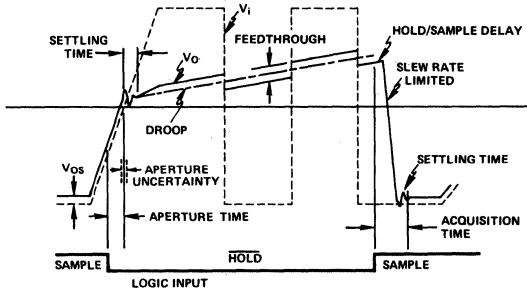 Vi
SETTLING
TIME
VO
FEEDTHROUGH
HOLD/SAMPLE DELAY
SLEW RATE
LIMITED
DROOP
VOS
APERTURE
UNCERTAINTY
SETTLING TIME
APERTURE TIME
ACQUISITION
TIME
SAMPLE
HOLD
SAMPLE
LOGIC INPUT